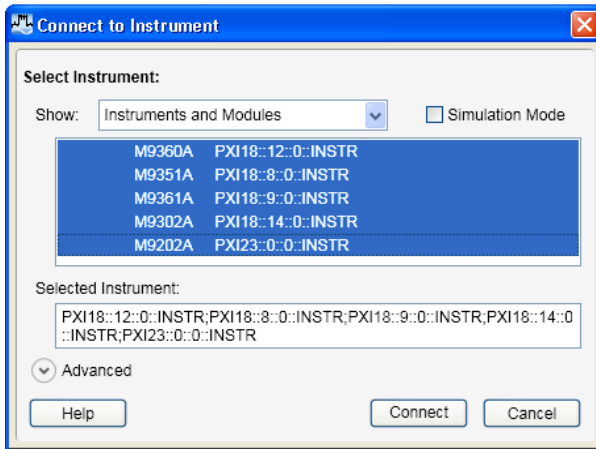 Connect to Instrument
Select Instrument:
Show: Instruments and Modules Simulation Mode
M9360A PXI18::12::0::INSTR
M9351A PXI18::8::0::INSTR
M9361A PXI18::9::0::INSTR
M9302A PXI18::14::0::INSTR
M9202A PXI23::0::0::INSTR
Selected Instrument:
PXI18::12::0::INSTR;PXI18::8::0::INSTR;PXI18::9::0::INSTR;PXI18::14::0
::INSTR;PXI23::0::0::INSTR
Advanced
Help Connect Cancel